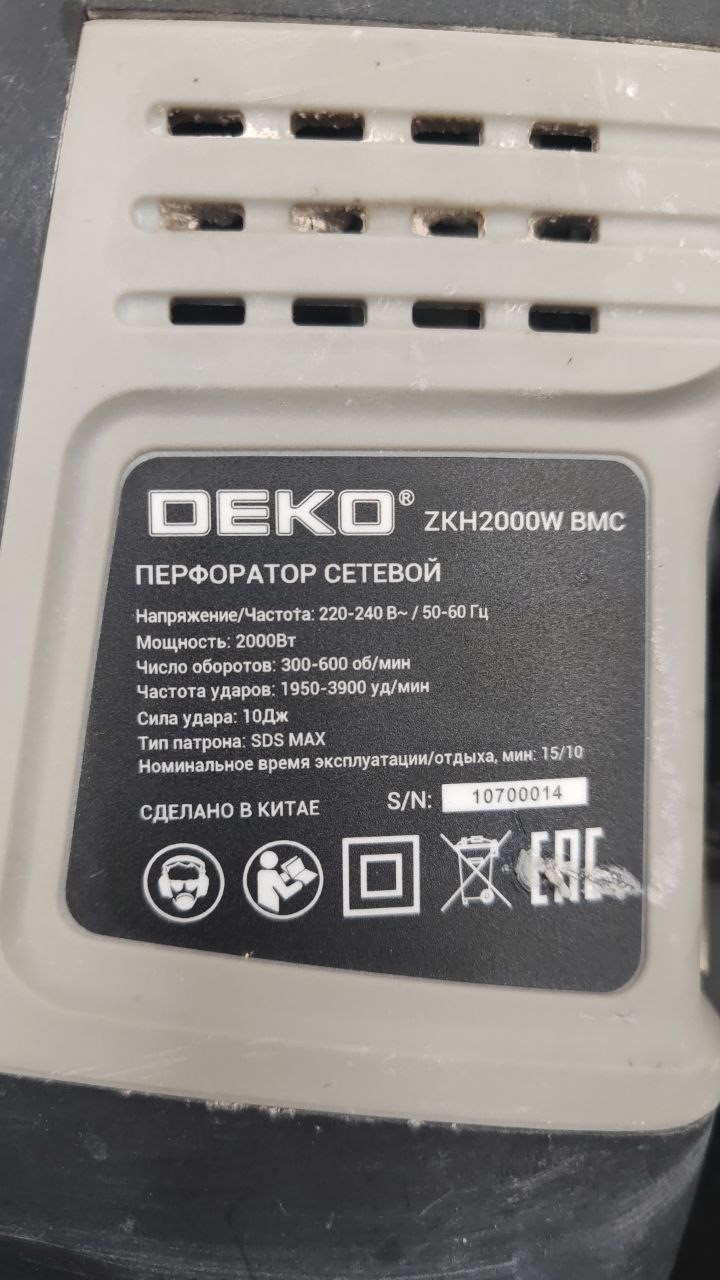 DEKO® ZKH2000W BMC
ПЕРФОРАТОР СЕТЕВОЙ
Напряжение/Частота: 220-240 В~ / 50-60 Гц
Мощность: 2000Вт
Число оборотов: 300-600 об/мин
Частота ударов: 1950-3900 уд/мин
Сила удара: 10Дж
Тип патрона: SDS MAX
Номинальное время эксплуатации/отдыха, мин: 15/10
СДЕЛАНО В КИТАЕ S/N: 10700014
EAC